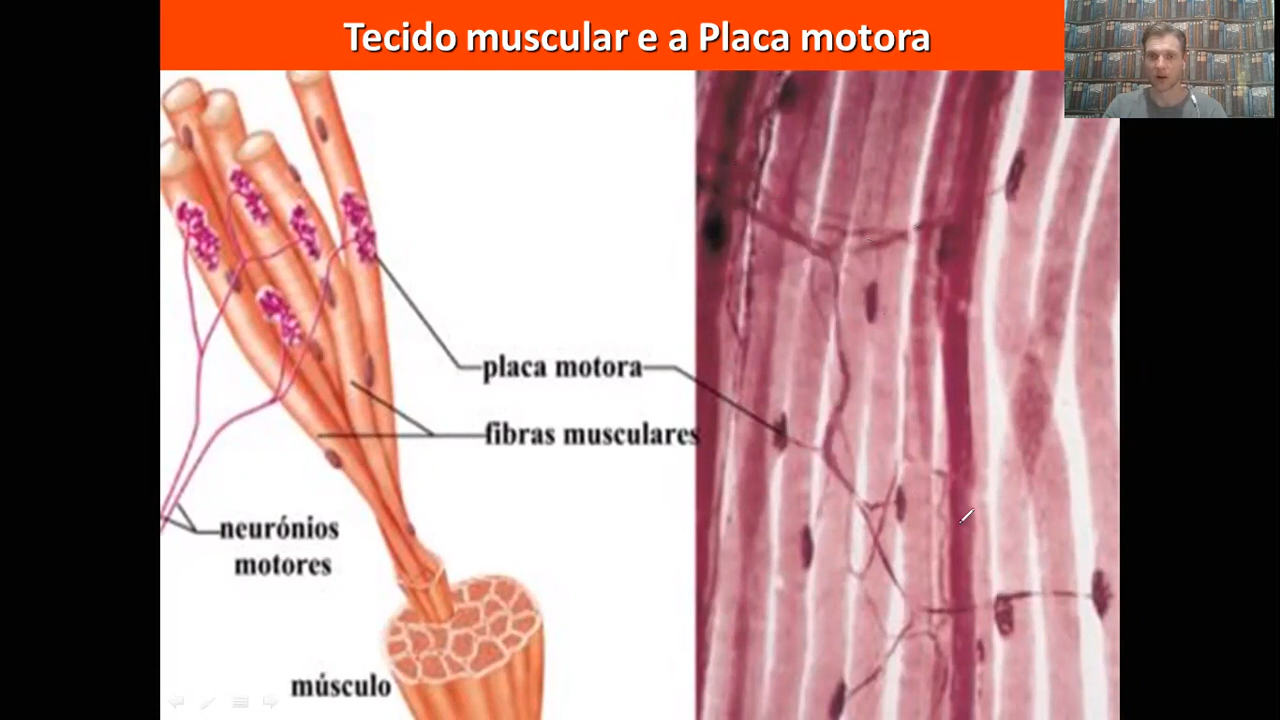 Tecido muscular e a Placa motora
placa motora
fibras musculares
neurónios
motores
músculo